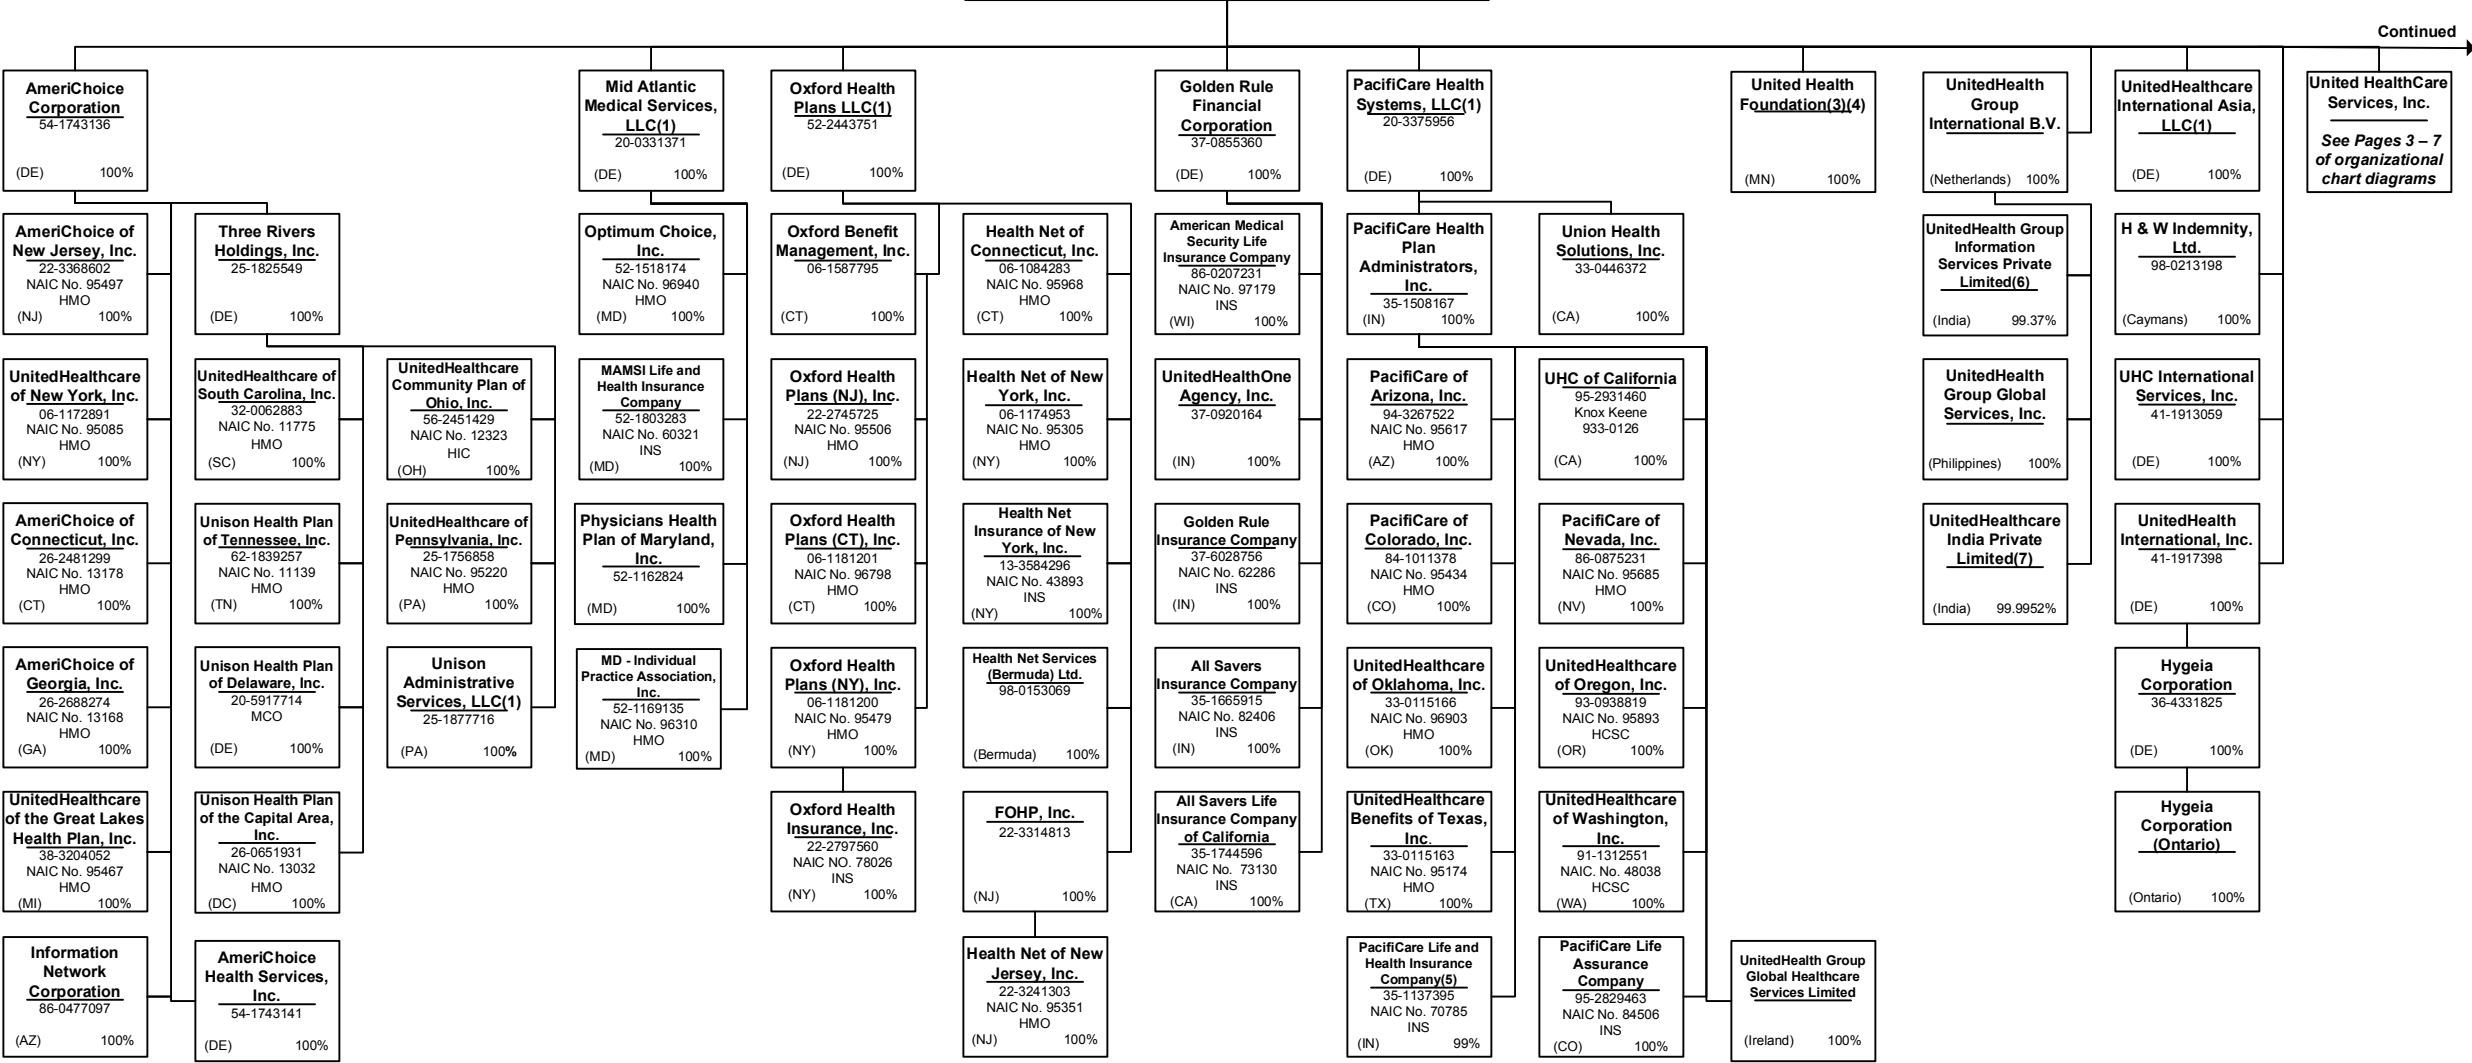 Continued
AmeriChoice
Corporation
54-1743136
(DE) 100%
Mid Atlantic
Medical Services,
LLC(1)
20-0331371
(DE) 100%
Oxford Health
Plans LLC(1)
52-2443751
(DE) 100%
Golden Rule
Financial
Corporation
37-0855360
(DE) 100%
PacifiCare Health
Systems, LLC(1)
20-3375956
(DE) 100%
United Health
Foundation(3)(4)
(MN) 100%
UnitedHealth
Group
International B.V.
(Netherlands) 100%
UnitedHealthcare
International Asia,
LLC(1)
(DE) 100%
United HealthCare
Services, Inc.
See Pages 3 – 7
of organizational
chart diagrams
AmeriChoice of
New Jersey, Inc.
22-3368602
NAIC No. 95497
HMO
(NJ) 100%
Three Rivers
Holdings, Inc.
25-1825549
(DE) 100%
Optimum Choice,
Inc.
52-1518174
NAIC No. 96940
HMO
(MD) 100%
Oxford Benefit
Management, Inc.
06-1587795
(CT) 100%
Health Net of
Connecticut, Inc.
06-1084283
NAIC No. 95968
HMO
(CT) 100%
American Medical
Security Life
Insurance Company
86-0207231
NAIC No. 97179
INS
(WI) 100%
PacifiCare Health
Plan
Administrators,
Inc.
35-1508167
(IN) 100%
Union Health
Solutions, Inc.
33-0446372
(CA) 100%
UnitedHealth Group
Information
Services Private
Limited(6)
(India) 99.37%
H & W Indemnity,
Ltd.
98-0213198
(Caymans) 100%
UnitedHealthcare
of New York, Inc.
06-1172891
NAIC No. 95085
HMO
(NY) 100%
UnitedHealthcare of
South Carolina, Inc.
32-0062883
NAIC No. 11775
HMO
(SC) 100%
UnitedHealthcare
Community Plan of
Ohio, Inc.
56-2451429
NAIC No. 12323
HIC
(OH) 100%
MAMSI Life and
Health Insurance
Company
52-1803283
NAIC No. 60321
INS
(MD) 100%
Oxford Health
Plans (NJ), Inc.
22-2745725
NAIC No. 95506
HMO
(NJ) 100%
Health Net of New
York, Inc.
06-1174953
NAIC No. 95305
HMO
(NY) 100%
UnitedHealthOne
Agency, Inc.
37-0920164
(IN) 100%
PacifiCare of
Arizona, Inc.
94-3267522
NAIC No. 95617
HMO
(AZ) 100%
UHC of California
95-2931460
Knox Keene
933-0126
(CA) 100%
UnitedHealth
Group Global
Services, Inc.
(Philippines) 100%
UHC International
Services, Inc.
41-1913059
(DE) 100%
AmeriChoice of
Connecticut, Inc.
26-2481299
NAIC No. 13178
HMO
(CT) 100%
Unison Health Plan
of Tennessee, Inc.
62-1839257
NAIC No. 11139
HMO
(TN) 100%
UnitedHealthcare of
Pennsylvania, Inc.
25-1756858
NAIC No. 95220
HMO
(PA) 100%
Physicians Health
Plan of Maryland,
Inc.
52-1162824
(MD) 100%
Oxford Health
Plans (CT), Inc.
06-1181201
NAIC No. 96798
HMO
(CT) 100%
Health Net
Insurance of New
York, Inc.
13-3584296
NAIC No. 43893
INS
(NY) 100%
Golden Rule
Insurance Company
37-6028756
NAIC No. 62286
INS
(IN) 100%
PacifiCare of
Colorado, Inc.
84-1011378
NAIC No. 95434
HMO
(CO) 100%
PacifiCare of
Nevada, Inc.
86-0875231
NAIC No. 95685
HMO
(NV) 100%
UnitedHealthcare
India Private
Limited(7)
(India) 99.9952%
UnitedHealth
International, Inc.
41-1917398
(DE) 100%
AmeriChoice of
Georgia, Inc.
26-2688274
NAIC No. 13168
HMO
(GA) 100%
Unison Health Plan
of Delaware, Inc.
20-5917714
MCO
(DE) 100%
Unison
Administrative
Services, LLC(1)
25-1877716
(PA) 100%
MD - Individual
Practice Association,
Inc.
52-1169135
NAIC No. 96310
HMO
(MD) 100%
Oxford Health
Plans (NY), Inc.
06-1181200
NAIC No. 95479
HMO
(NY) 100%
Health Net Services
(Bermuda) Ltd.
98-0153069
(Bermuda) 100%
All Savers
Insurance Company
35-1665915
NAIC No. 82406
INS
(IN) 100%
UnitedHealthcare
of Oklahoma, Inc.
33-0115166
NAIC No. 96903
HMO
(OK) 100%
UnitedHealthcare
of Oregon, Inc.
93-0938819
NAIC No. 95893
HCSC
(OR) 100%
Hygeia
Corporation
36-4331825
(DE) 100%
UnitedHealthcare
of the Great Lakes
Health Plan, Inc.
38-3204052
NAIC No. 95467
HMO
(MI) 100%
Unison Health Plan
of the Capital Area,
Inc.
26-0651931
NAIC No. 13032
HMO
(DC) 100%
Oxford Health
Insurance, Inc.
22-2797560
NAIC NO. 78026
INS
(NY) 100%
FOHP, Inc.
22-3314813
(NJ) 100%
All Savers Life
Insurance Company
of California
35-1744596
NAIC No. 73130
INS
(CA) 100%
UnitedHealthcare
Benefits of Texas,
Inc.
33-0115163
NAIC No. 95174
HMO
(TX) 100%
UnitedHealthcare
of Washington,
Inc.
91-1312551
NAIC. No. 48038
HCSC
(WA) 100%
Hygeia
Corporation
(Ontario)
(Ontario) 100%
Information
Network
Corporation
86-0477097
(AZ) 100%
AmeriChoice
Health Services,
Inc.
54-1743141
(DE) 100%
Health Net of New
Jersey, Inc.
22-3241303
NAIC No. 95351
HMO
(NJ) 100%
PacifiCare Life and
Health Insurance
Company(5)
35-1137395
NAIC No. 70785
INS
(IN) 99%
PacifiCare Life
Assurance
Company
95-2829463
NAIC No. 84506
INS
(CO) 100%
UnitedHealth Group
Global Healthcare
Services Limited
(Ireland) 100%